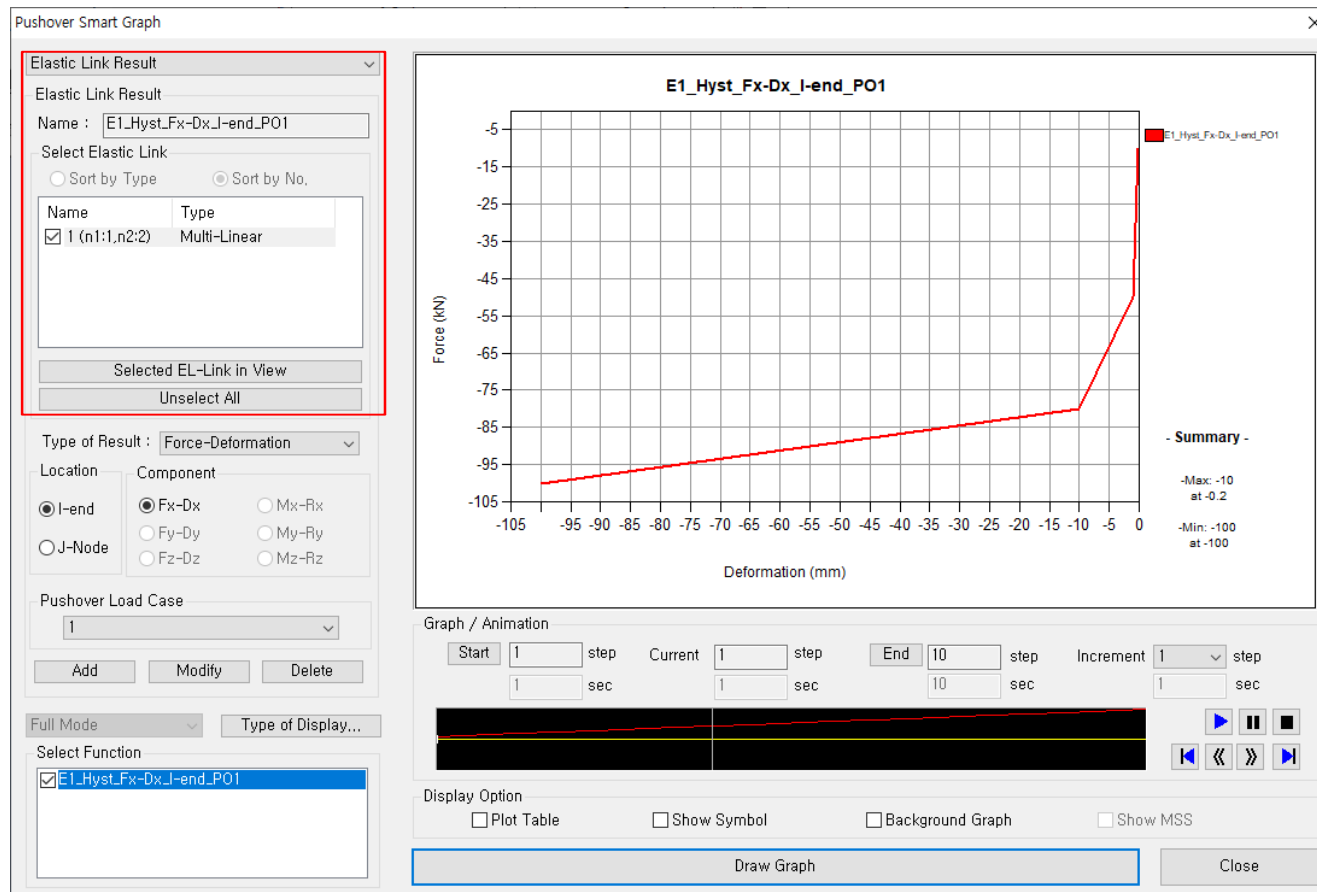 Pushover Smart Graph
Elastic Link Result
Elastic Link Result
Name : E1_Hyst_Fx-Dx_I-end_PO1
Select Elastic Link
Sort by Type Sort by No,
Name Type
1 (n1:1,n2:2) Multi-Linear
Selected EL-Link in View
Unselect All
Type of Result : Force-Deformation
Location Component
I-end Fx-Dx Mx-Rx
Fy-Dy My-Ry
J-Node Fz-Dz Mz-Rz
Pushover Load Case
1
Add Modify Delete
Full Mode Type of Display...
Select Function
E1_Hyst_Fx-Dx_I-end_PO1
E1_Hyst_Fx-Dx_I-end_PO1
E1_Hyst_Fx-Dx_I-end_PO1
Force (kN)
-5
-15
-25
-35
-45
-55
-65
-75
-85
-95
-105
-105 -95 -90 -85 -80 -75 -70 -65 -60 -55 -50 -45 -40 -35 -30 -25 -20 -15 -10 -5 0
Deformation (mm)
- Summary -
-Max: -10
at -0.2
-Min: -100
at -100
Graph / Animation
Start 1 step Current 1 step End 10 step Increment 1 step
1 sec 1 sec 10 sec 1 sec
Display Option
Plot Table Show Symbol Background Graph Show MSS
Draw Graph Close